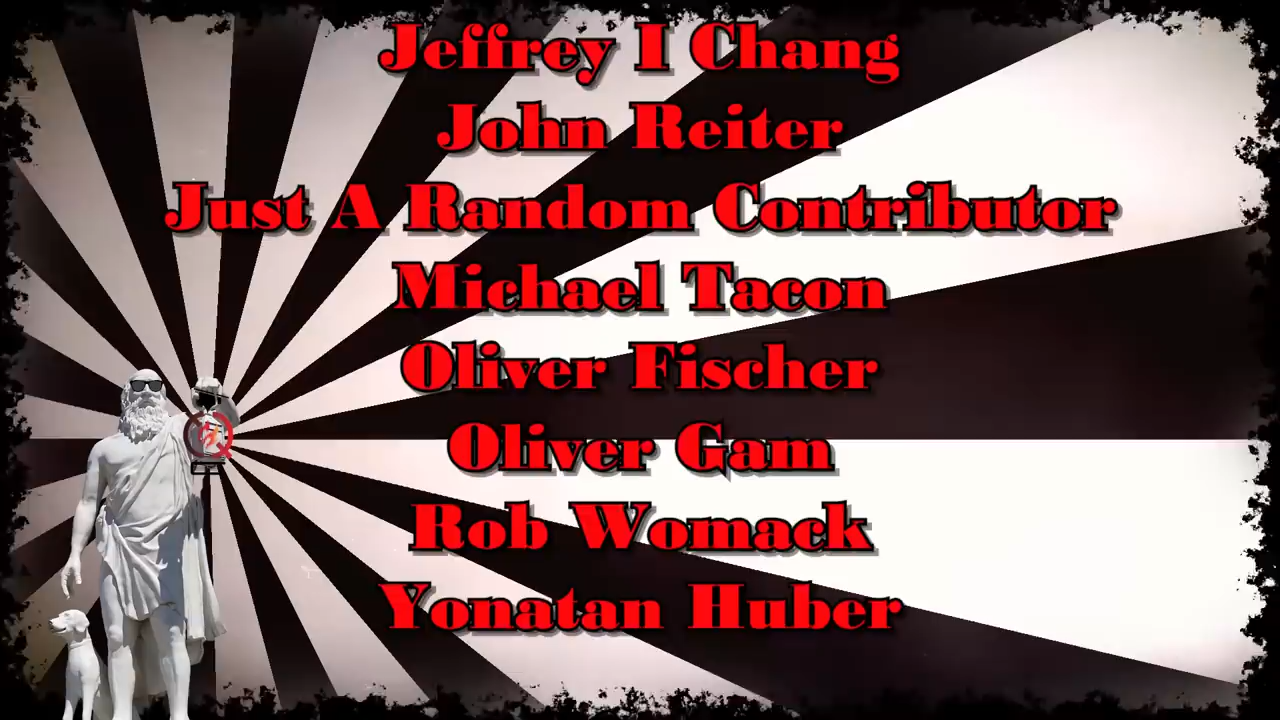 Jeffrey I Chang
John Reiter
Just A Random Contributor
Michael Tacon
Oliver Fischer
Oliver Gam
Rob Womack
Yonatan Huber